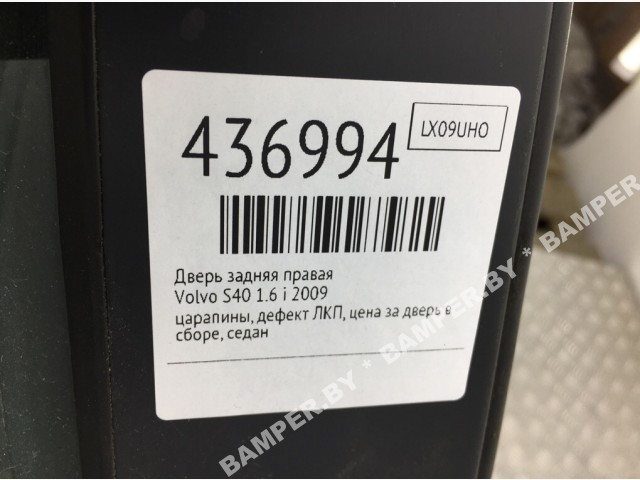 436994
LX09UHO
Дверь задняя правая
Volvo S40 1.6 i 2009
царапины, дефект ЛКП, цена за дверь в
сборе, седан
BAMPER.BY * BAMPER.BY * BAMPER.BY